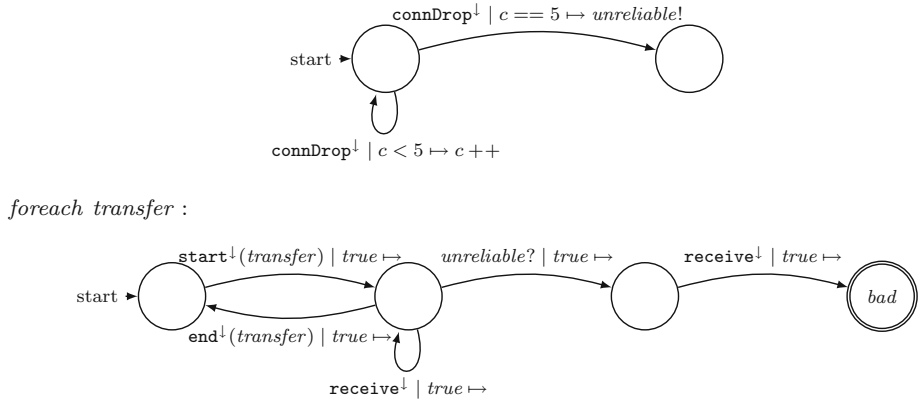 connDrop↓ | c == 5 ↦ unreliable!
start
connDrop↓ | c < 5 ↦ c ++
foreach transfer :
start↓(transfer) | true ↦ unreliable? | true ↦ receive↓ | true ↦
start bad
end↓(transfer) | true ↦
receive↓ | true ↦